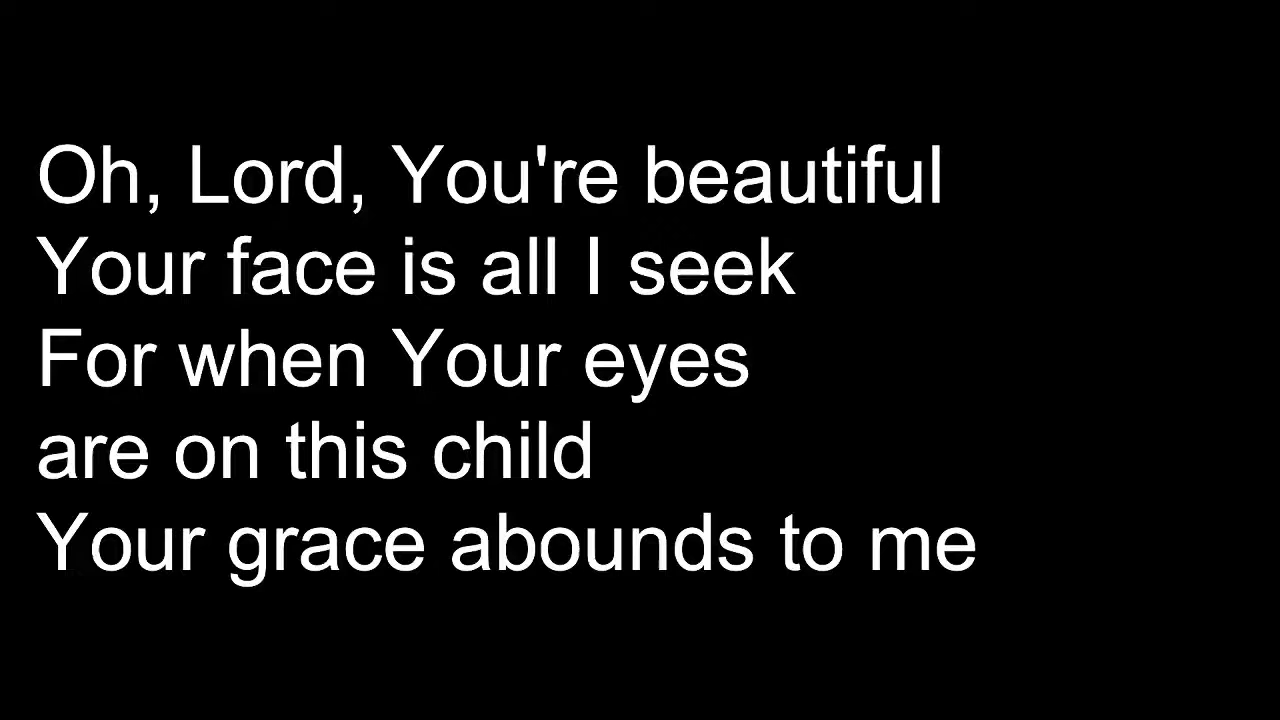 Oh, Lord, You're beautiful
Your face is all I seek
For when Your eyes
are on this child
Your grace abounds to me